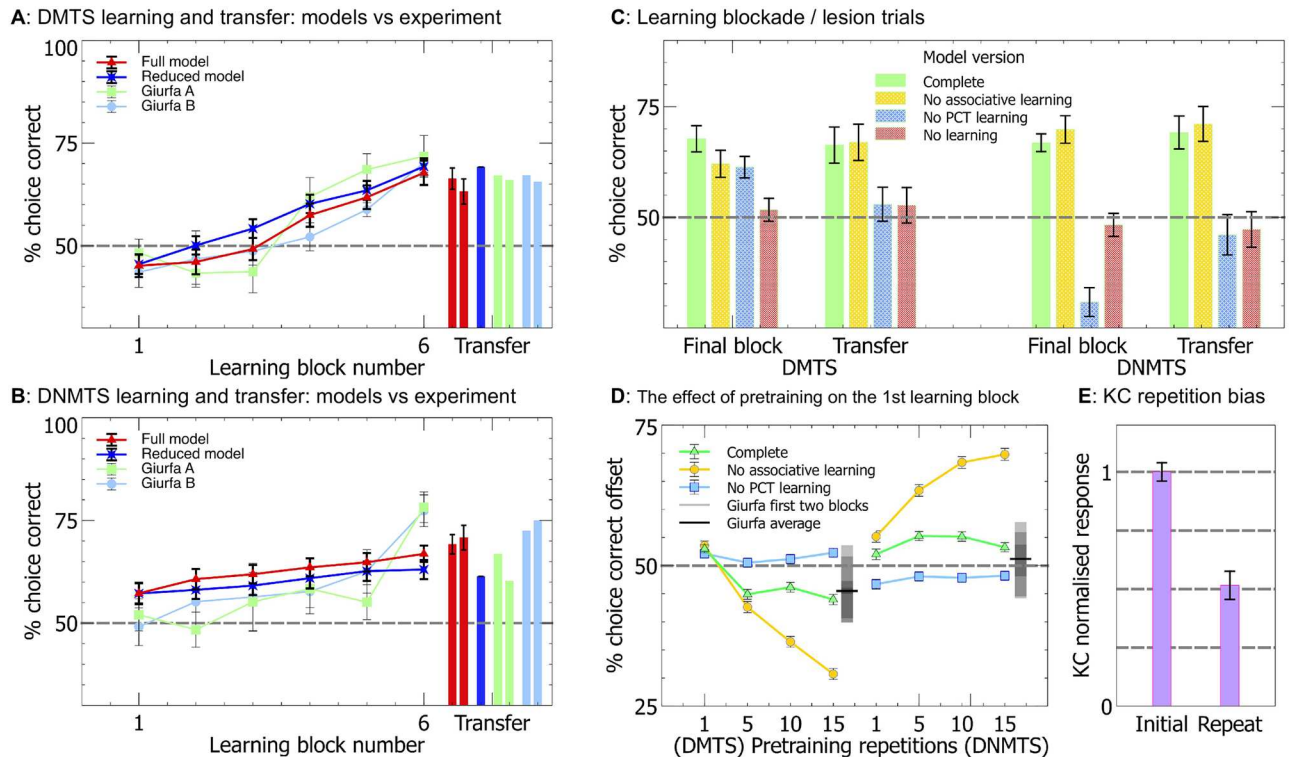 A: DMTS learning and transfer: models vs experiment
100
75
50
% choice correct
Full model
Reduced model
Giurfa A
Giurfa B
1
6
Transfer
Learning block number
B: DNMTS learning and transfer: models vs experiment
100
75
50
% choice correct
Full model
Reduced model
Giurfa A
Giurfa B
1
6
Transfer
Learning block number
C: Learning blockade / lesion trials
75
50
% choice correct
Model version
Complete
No associative learning
No PCT learning
No learning
Final block
Transfer
Final block
Transfer
DMTS
DNMTS
D: The effect of pretraining on the 1st learning block
75
50
25
% choice correct offset
Complete
No associative learning
No PCT learning
Giurfa first two blocks
Giurfa average
1 5 10 15 1 5 10 15
(DMTS) Pretraining repetitions (DNMTS)
E: KC repetition bias
1
0
KC normalised response
Initial Repeat